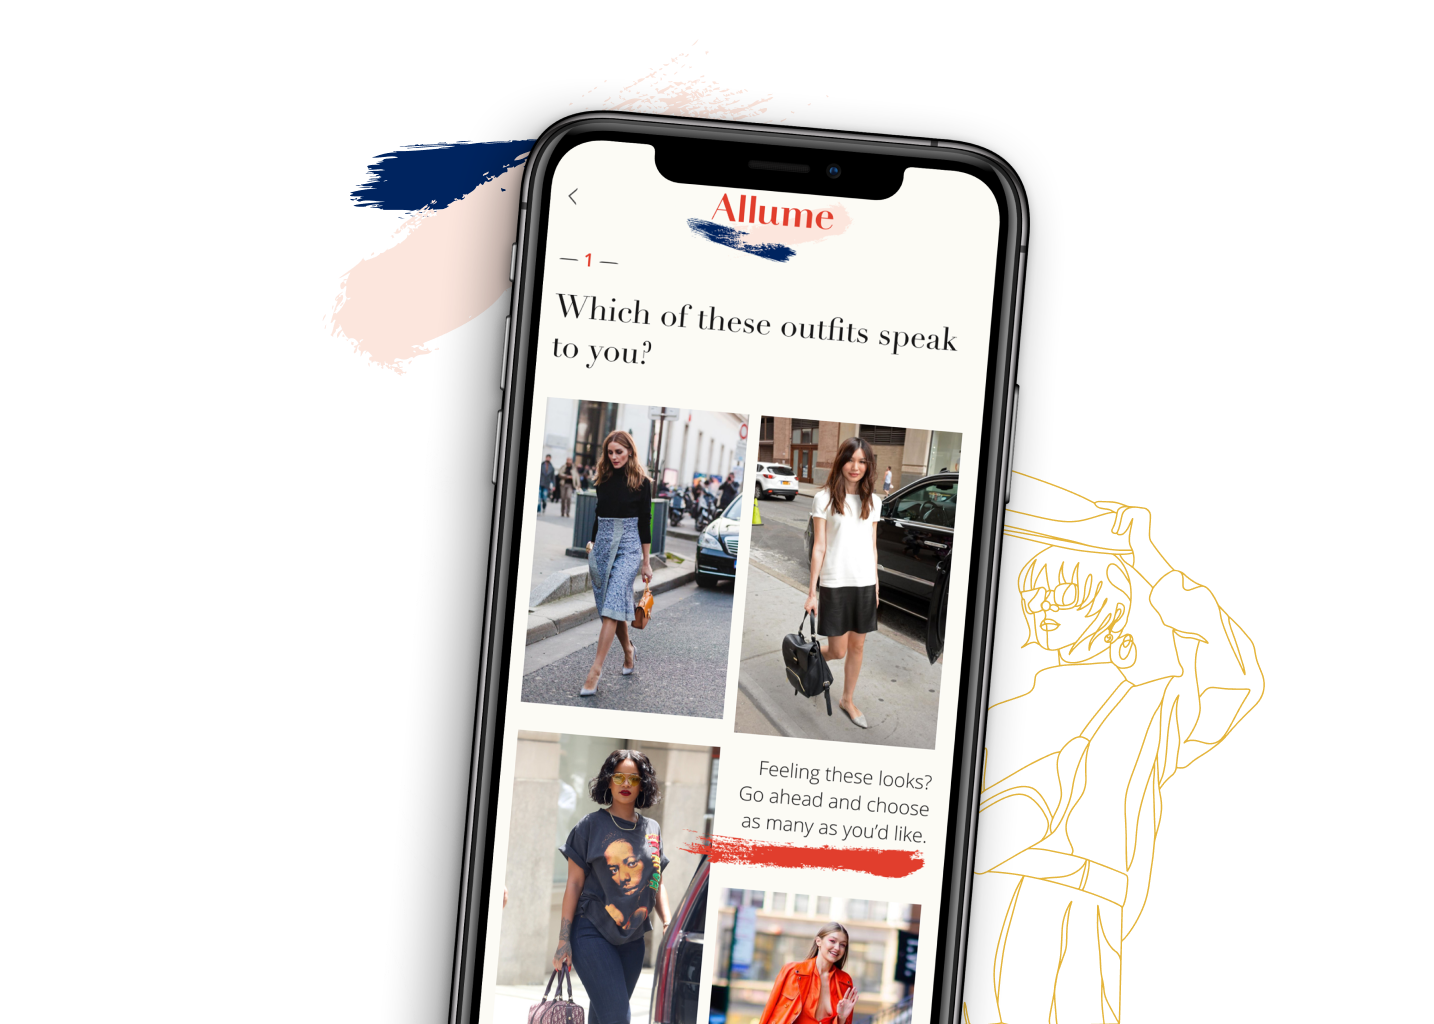 Allume
— 1 —
Which of these outfits speak
to you?
Feeling these looks?
Go ahead and choose
as many as you’d like.